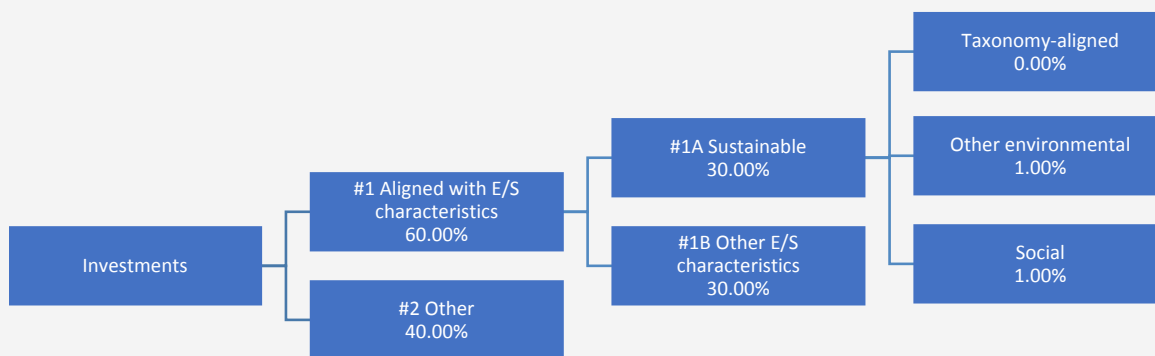 Investments
#1 Aligned with E/S
characteristics
60.00%
#2 Other
40.00%
#1A Sustainable
30.00%
#1B Other E/S
characteristics
30.00%
Taxonomy-aligned
0.00%
Other environmental
1.00%
Social
1.00%